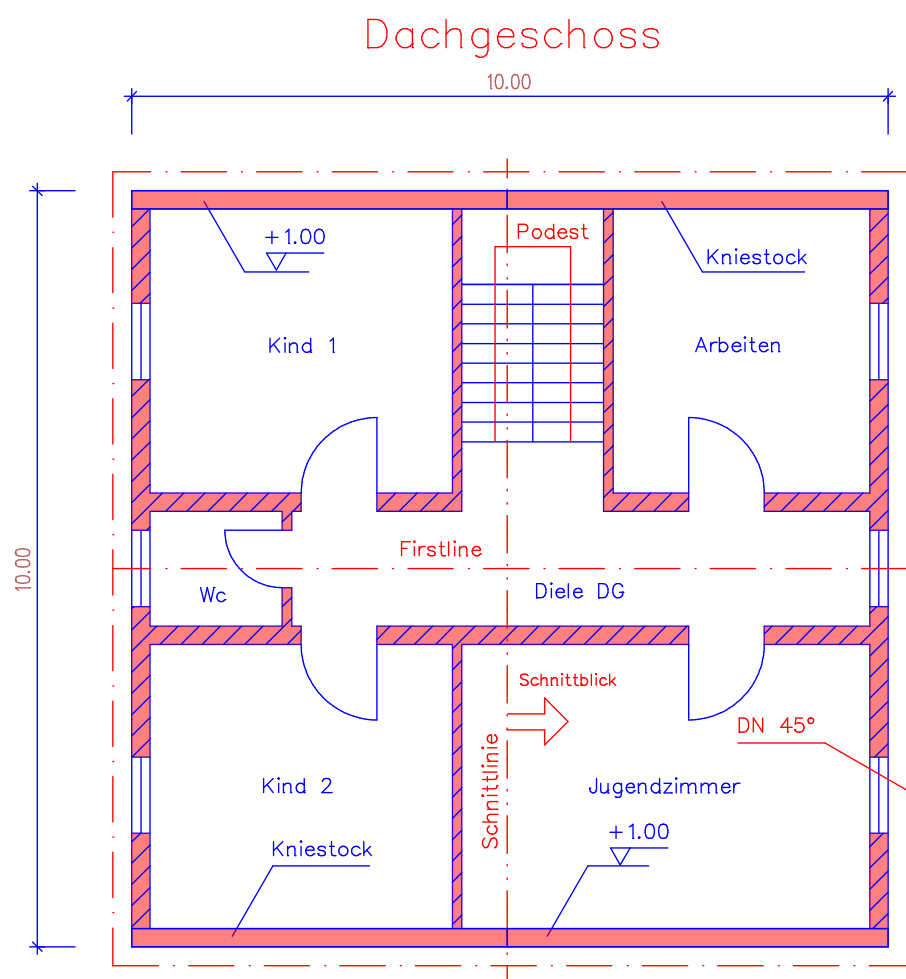 Dachgeschoss
10.00
Podest
+1.00
Kniestock
Kind 1
Arbeiten
Firstline
10.00
Wc
Diele DG
Schnittblick
DN 45°
Schnittlinie
Kind 2
Jugendzimmer
+1.00
Kniestock